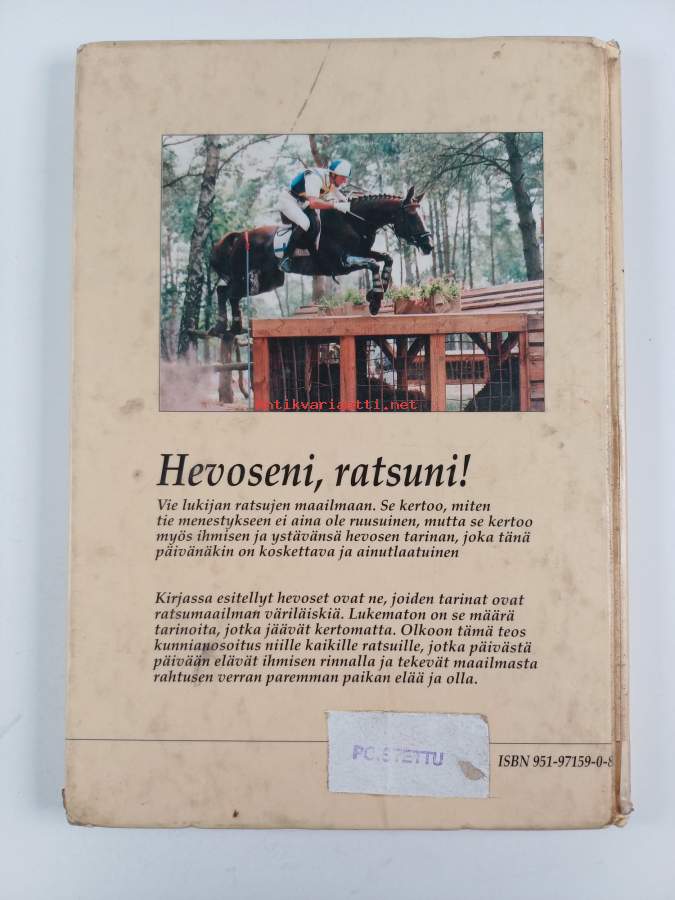 antikvariaatti.net
Hevoseni, ratsuni!
Vie lukijan ratsujen maailmaan. Se kertoo, miten
tie menestykseen ei aina ole ruusuinen, mutta se kertoo
myös ihmisen ja ystävänsä hevosen tarinan, joka tänä
päivänäkin on koskettava ja ainutlaatuinen
Kirjassa esitellyt hevoset ovat ne, joiden tarinat ovat
ratsumaailman väriläiskiä. Lukematon on se määrä
tarinoita, jotka jäävät kertomatta. Olkoon tämä teos
kunnianosoitus niille kaikille ratsuille, jotka päivästä
päivään elävät ihmisen rinnalla ja tekevät maailmasta
rahtusen verran paremman paikan elää ja olla.
POISTETTU
ISBN 951-97159-0-8